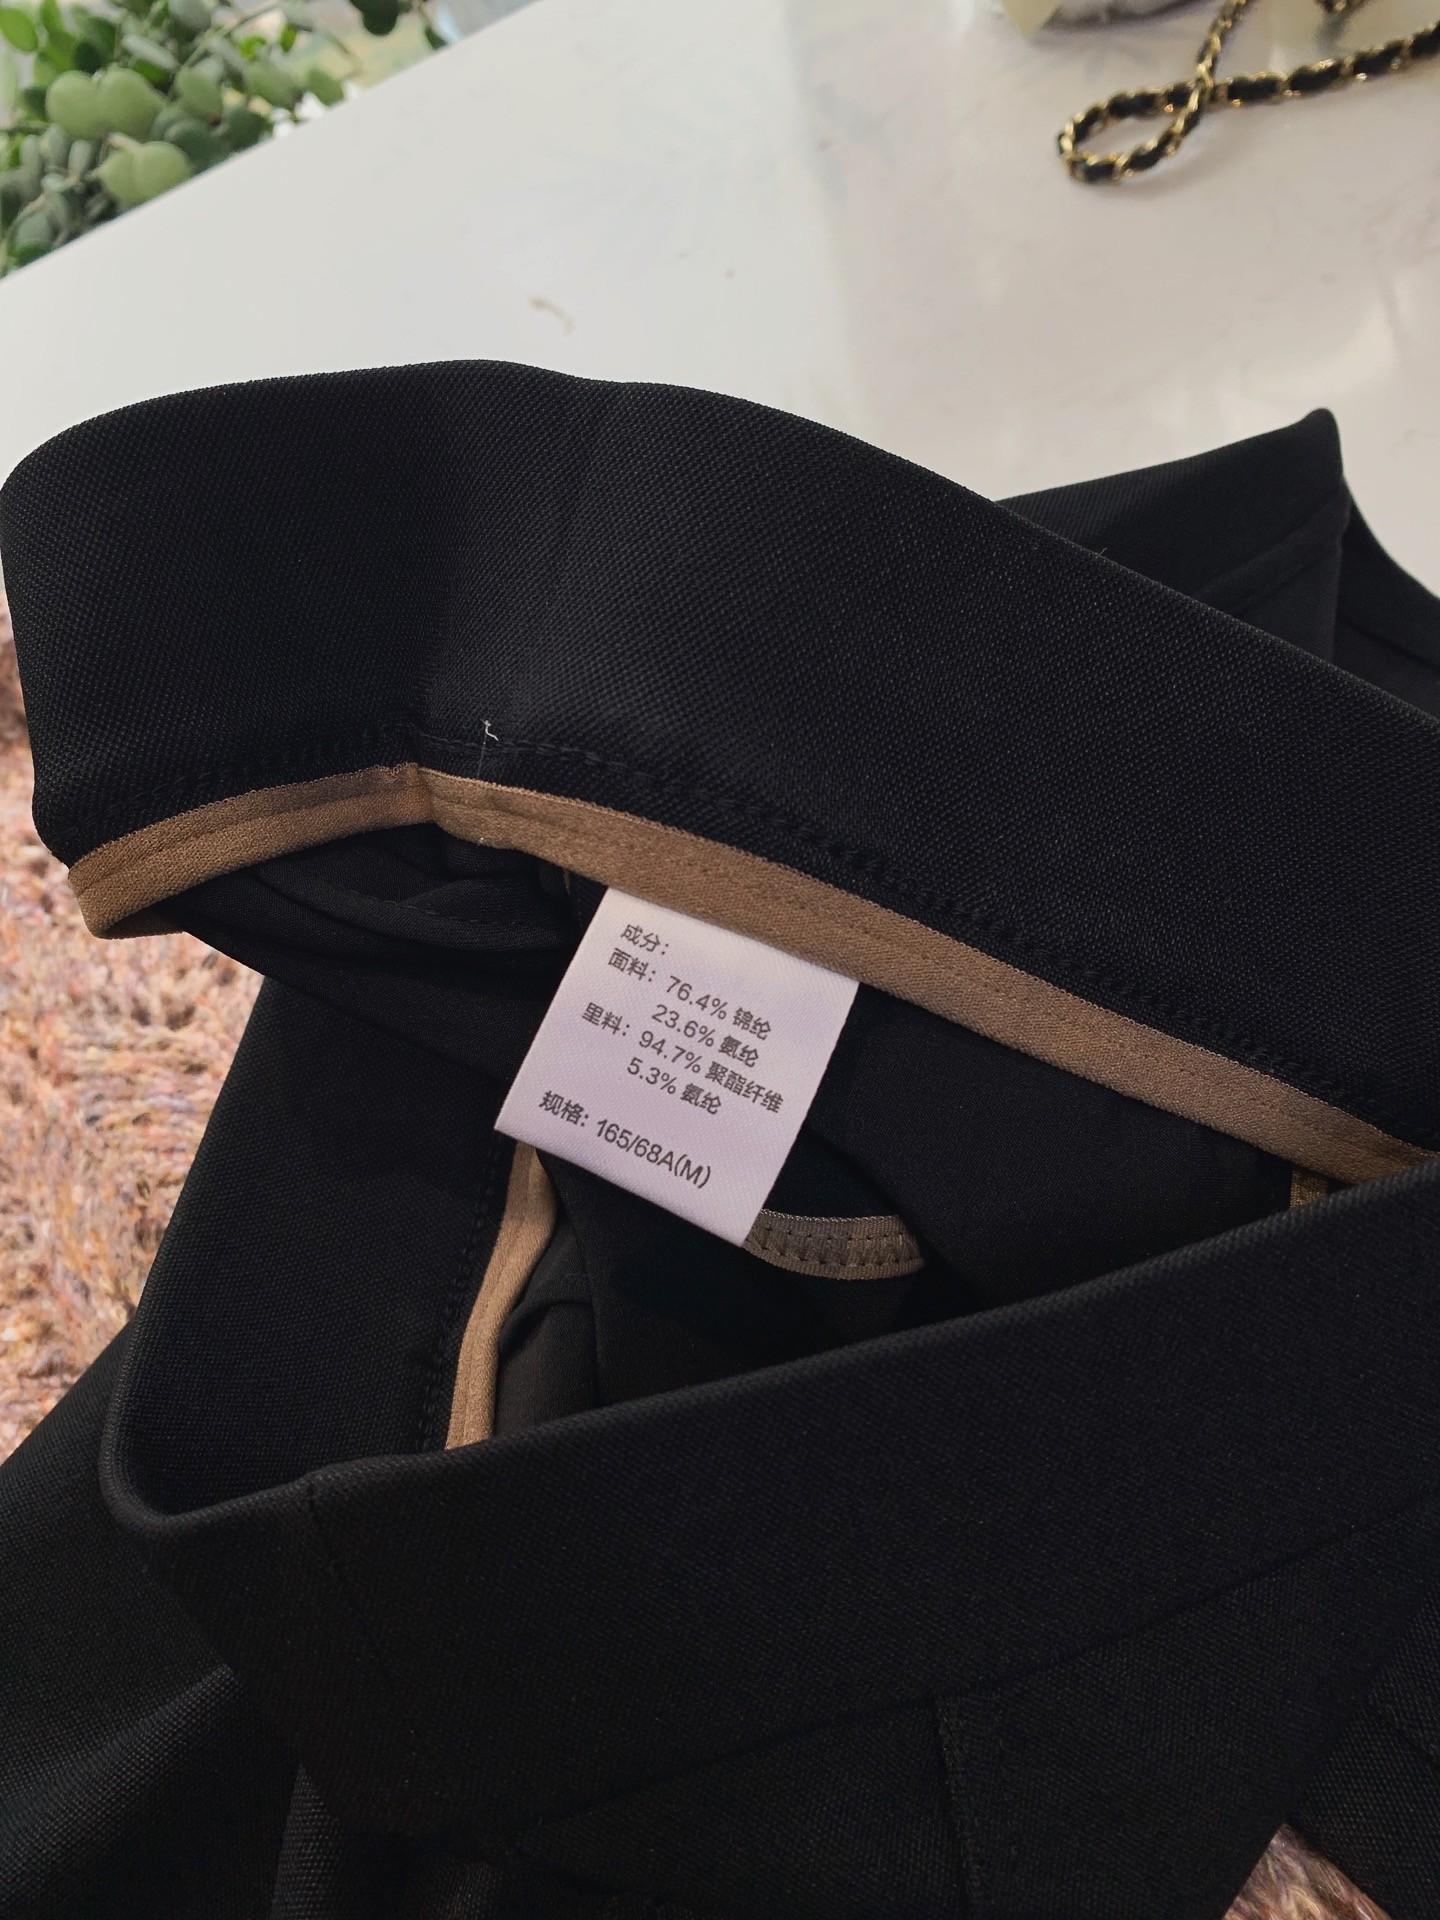 成分：
面料：76.4% 锦纶
23.6% 氨纶
里料：94.7% 聚酯纤维
5.3% 氨纶
规格：165/68A(M)